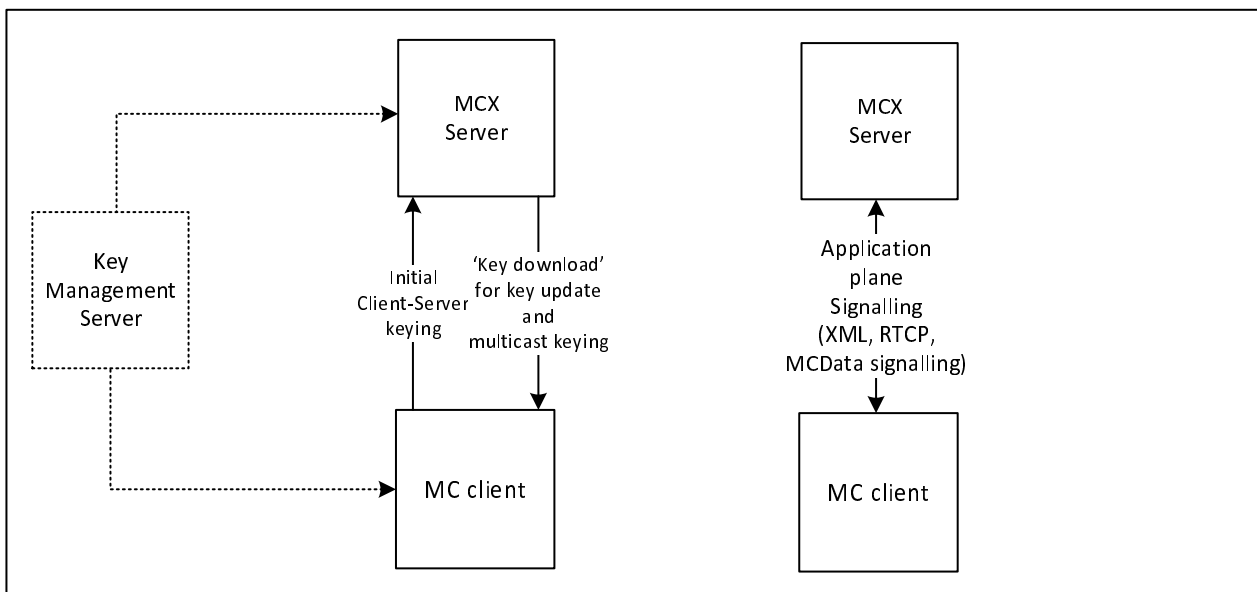 MCX
Server
Key
Management
Server
Initial
Client-Server
keying
‘Key download’
for key update
and
multicast keying
MC client
MCX
Server
Application
plane
Signalling
(XML, RTCP,
MCData signalling)
MC client